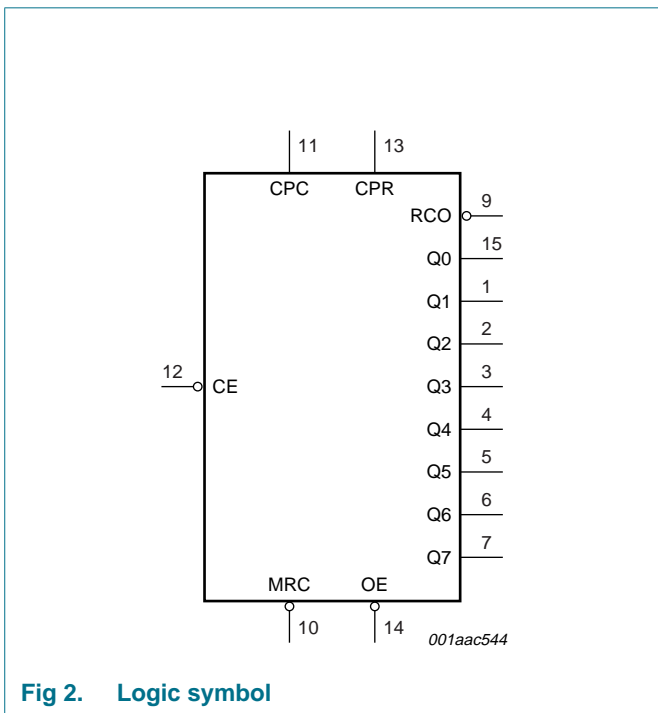 11 13
CPC CPR
RCO 9
Q0 15
Q1 1
Q2 2
12 CE Q3 3
Q4 4
Q5 5
Q6 6
Q7 7
MRC OE
10 14
001aac544
Fig 2. Logic symbol